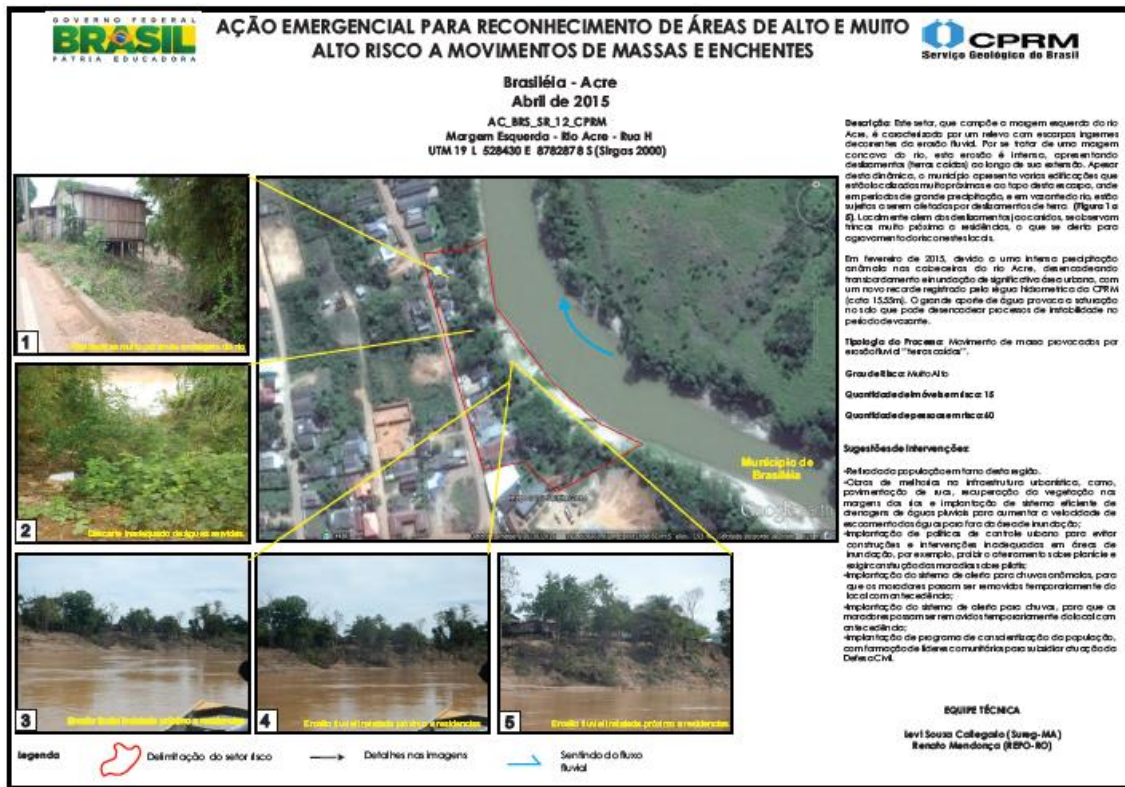 GOVERNO FEDERAL
BRASIL
PÁTRIA EDUCADORA
AÇÃO EMERGENCIAL PARA RECONHECIMENTO DE ÁREAS DE ALTO E MUITO
ALTO RISCO A MOVIMENTOS DE MASSAS E ENCHENTES
CPRM
Serviço Geológico do Brasil
Brasiléia - Acre
Abril de 2015
AC_BRS_SR_12_CPRM
Margem Esquerda - Rio Acre - Rua H
UTM 19 L 528430 E 8782878 S (Sirgas 2000)
1
2
Descarte inadequado de águas servidas.
3
Erosão fluvial instalada próximo a residencias
4
Erosão fluvial instalada próximo a residencias
5
Erosão fluvial instalada próximo a residencias
Município de
Brasiléia
Google earth
Descrição: Este setor, que compõe a margem esquerda do rio
Acre, é caracterizado por um relevo com escarpas ingremes
decorrentes da erosão fluvial. Por se tratar de uma margem
concava do rio, esta erosão é intensa, apresentando
deslizamentos (terras caídas) ao longo de sua extensão. Apesar
desta dinâmica, o município apresenta varias edificações que
estão localizadas muito próximas e ao topo desta escarpa, onde
em períodos de grande precipitação, e em vazante do rio, estão
sujeitas a serem afetadas por deslizamentos de terra. (Figura 1 a
5). Localmente alem dos deslizamentos ja ocorridos, se observam
trincas muito próxima a residências, o que se alerta para
agravamento do risco nestes locais.
Em fevereiro de 2015, devido a uma intensa precipitação
anômala nas cabeceiras do rio Acre, desencadeando
transbordamento e inundação de significativa área urbana, com
um novo recorde registrado pela régua hidrometrica da CPRM
(cota 15,55m). O grande aporte de água provoca a saturação
no solo que pode desencadear processos de instabilidade no
período de vazante.
Tipologia do Processo: Movimento de massa provocados por
erosão fluvial "terras caídas".
Grau de Risco: Muito Alto
Quantidade de imóveis em risco: 15
Quantidade de pessoas em risco: 60
Sugestões de Intervenções:
-Retirada da população em torno desta região.
-Obras de melhorias na infraestrutura urbanística, como,
pavimentação de ruas, recuperação da vegetação nas
margens dos rios e implantação de sistema eficiente de
drenagens de águas pluviais para aumentar a velocidade de
escoamento das águas para fora da área de inundação;
-Implantação de políticas de controle urbano para evitar
construções e intervenções inadequadas em áreas de
inundação, por exemplo, proibir o aterramento sobre planície e
exigir construção das moradias sobre pilotis;
-Implantação do sistema de alerta para chuvas anômalas, para
que os moradores possam ser removidos temporariamente do
local com antecedência;
-Implantação do sistema de alerta para chuvas, para que os
moradores possam ser removidos temporariamente do local com
antecedência;
-Implantação de programa de conscientização da população,
com formação de líderes comunitários para subsidiar atuação da
Defesa Civil.
EQUIPE TÉCNICA
Levi Souza Callegario (Sureg-MA)
Renato Mendonça (REPO-RO)
Legenda
Delimitação do setor risco
Detalhes nas imagens
Sentindo do fluxo
fluvial